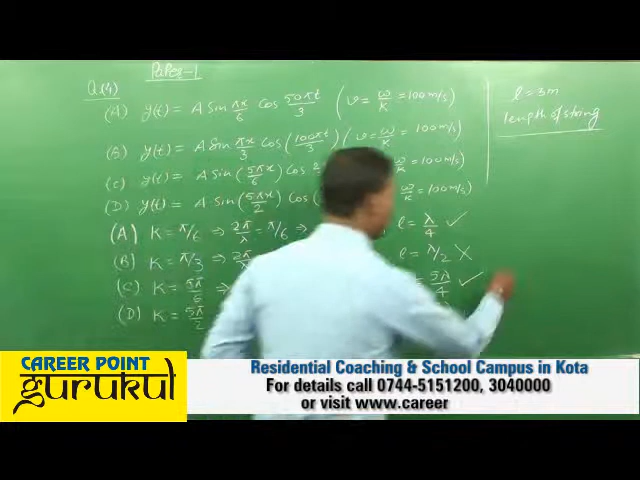 Paper-1
Q.(4)
(A) y(t) = A Sin πx/6 Cos 50πt/3 (v = ω/K = 100 m/s)
l = 3m
length of string
(B) y(t) = A Sin πx/3 Cos (100πt/3) (v = ω/K = 100 m/s)
(C) y(t) = A Sin (5πx/6) Cos ω/K = 100 m/s)
(D) y(t) = A Sin (5πx/2) Cos ( ω/K = 100 m/s)
(A) K = π/6 ⇒ 2π/λ = π/6 ⇒ l = λ/4 ✓
(B) K = π/3 ⇒ 2π/λ l = λ/2 X
(C) K = 5π/6 ⇒ = 5λ/4 ✓
(D) K = 5π/2
CAREER POINT
gurukul
Residential Coaching & School Campus in Kota
For details call 0744-5151200, 3040000
or visit www.career